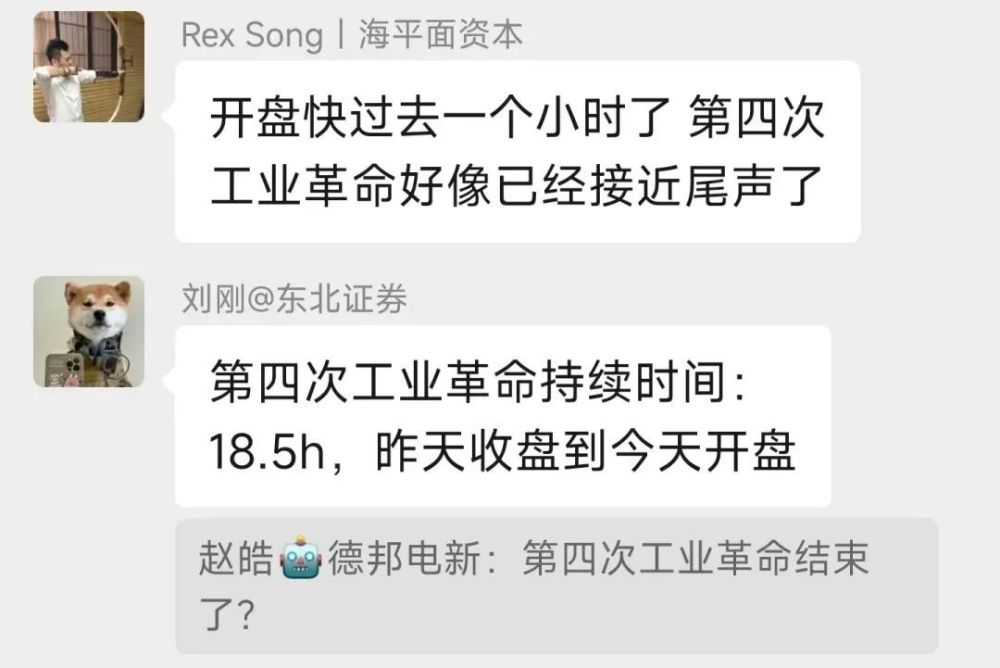 Rex Song丨海平面资本
开盘快过去一个小时了 第四次
工业革命好像已经接近尾声了
刘刚@东北证券
第四次工业革命持续时间：
18.5h，昨天收盘到今天开盘
赵皓🤖德邦电新：第四次工业革命结束
了？